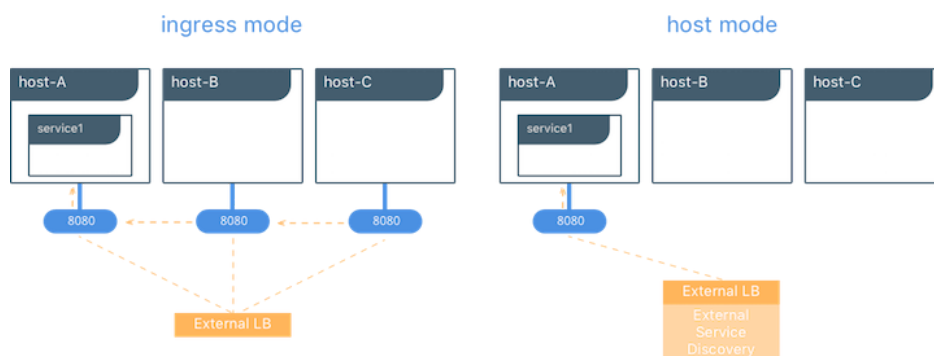 ingress mode
host mode
host-A
host-B
host-C
host-A
host-B
host-C
service1
service1
8080
8080
8080
8080
External LB
External LB
External
Service
Discovery